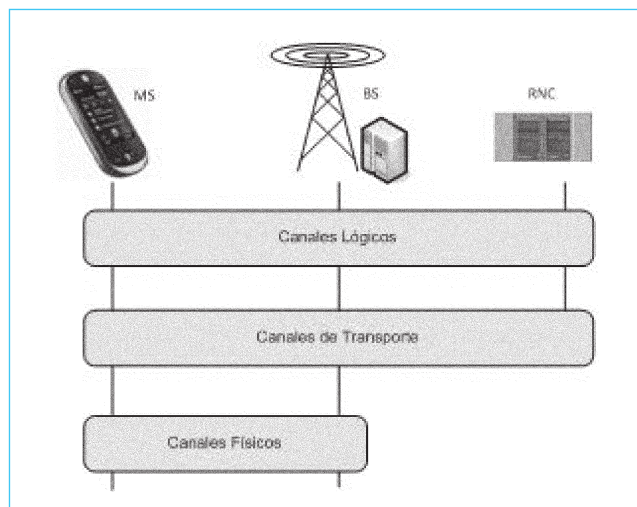 MS
BS
RNC
Canales Lógicos
Canales de Transporte
Canales Físicos